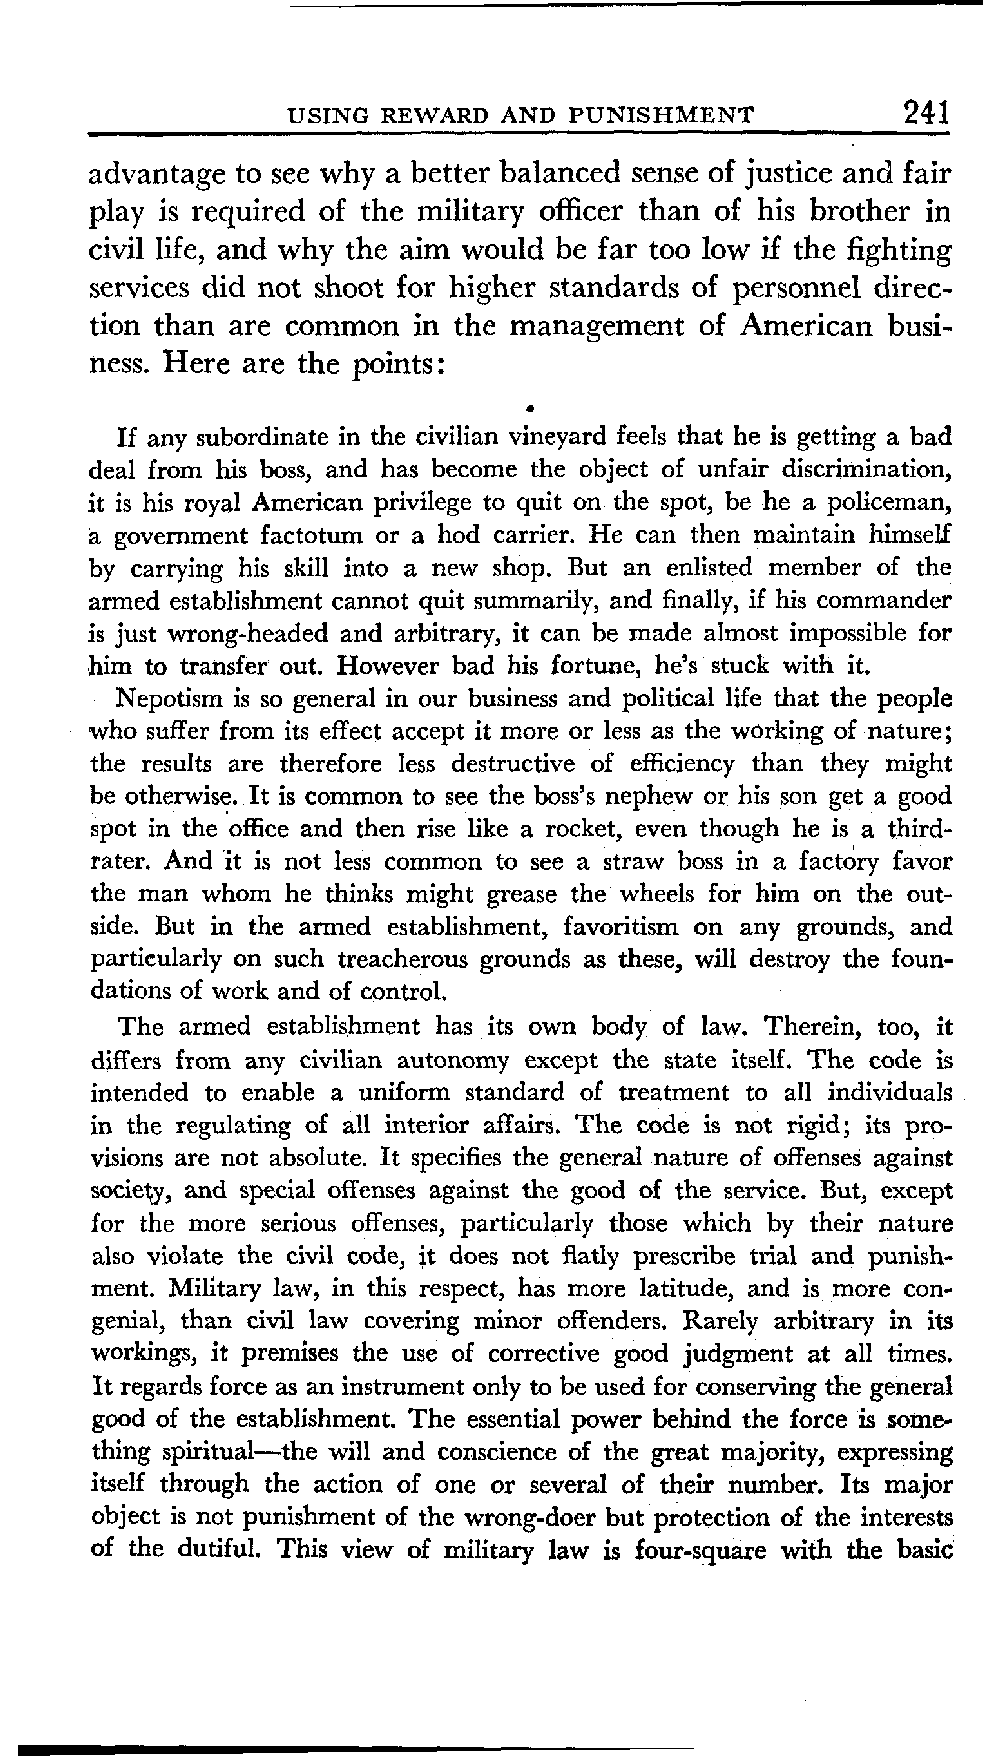 USING REWARD AND PUNISHMENT 241
advantage to see why a better balanced sense of justice and fair
play is required of the military officer than of his brother in
civil life, and why the aim would be far too low if the fighting
services did not shoot for higher standards of personnel direc-
tion than are common in the management of American busi-
ness. Here are the points:
If any subordinate in the civilian vineyard feels that he is getting a bad
deal from his boss, and has become the object of unfair discrimination,
it is his royal American privilege to quit on the spot, be he a policeman,
a government factotum or a hod carrier. He can then maintain himself
by carrying his skill into a new shop. But an enlisted member of the
armed establishment cannot quit summarily, and finally, if his commander
is just wrong-headed and arbitrary, it can be made almost impossible for
him to transfer out. However bad his fortune, he's stuck with it.
Nepotism is so general in our business and political life that the people
who suffer from its effect accept it more or less as the working of nature;
the results are therefore less destructive of efficiency than they might
be otherwise. It is common to see the boss's nephew or his son get a good
spot in the office and then rise like a rocket, even though he is a third-
rater. And it is not less common to see a straw boss in a factory favor
the man whom he thinks might grease the wheels for him on the out-
side. But in the armed establishment, favoritism on any grounds, and
particularly on such treacherous grounds as these, will destroy the foun-
dations of work and of control.
The armed establishment has its own body of law. Therein, too, it
differs from any civilian autonomy except the state itself. The code is
intended to enable a uniform standard of treatment to all individuals
in the regulating of all interior affairs. The code is not rigid; its pro-
visions are not absolute. It specifies the general nature of offenses against
society, and special offenses against the good of the service. But, except
for the more serious offenses, particularly those which by their nature
also violate the civil code, it does not flatly prescribe trial and punish-
ment. Military law, in this respect, has more latitude, and is more con-
genial, than civil law covering minor offenders. Rarely arbitrary in its
workings, it premises the use of corrective good judgment at all times.
It regards force as an instrument only to be used for conserving the general
good of the establishment. The essential power behind the force is some-
thing spiritual—the will and conscience of the great majority, expressing
itself through the action of one or several of their number. Its major
object is not punishment of the wrong-doer but protection of the interests
of the dutiful. This view of military law is four-square with the basic